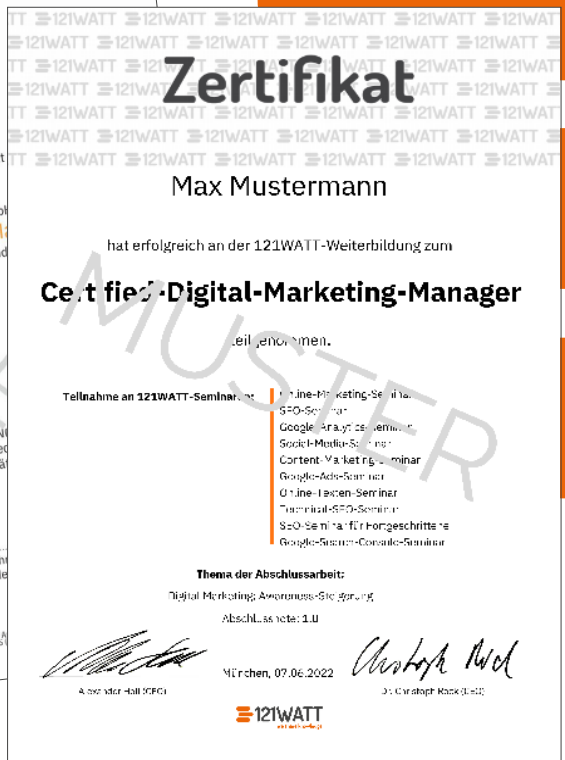 Zertifikat
Max Mustermann
hat erfolgreich an der 121WATT-Weiterbildung zum
Certified-Digital-Marketing-Manager
teilgenommen.
MUSTER
Teilnahme an 121WATT-Seminaren:
Online-Marketing-Seminar
SEO-Seminar
Google-Analytics-Seminar
Social-Media-Seminar
Content-Marketing-Seminar
Google-Ads-Seminar
Online-Texten-Seminar
Technical-SEO-Seminar
SEO-Seminar für Fortgeschrittene
Google-Search-Console-Seminar
Thema der Abschlussarbeit:
Digital Marketing: Awareness-Steigerung
Abschlussnote: 1.0
München, 07.06.2022
Alexander Holl (CEO)
Dr. Christoph Röck (CEO)
121WATT